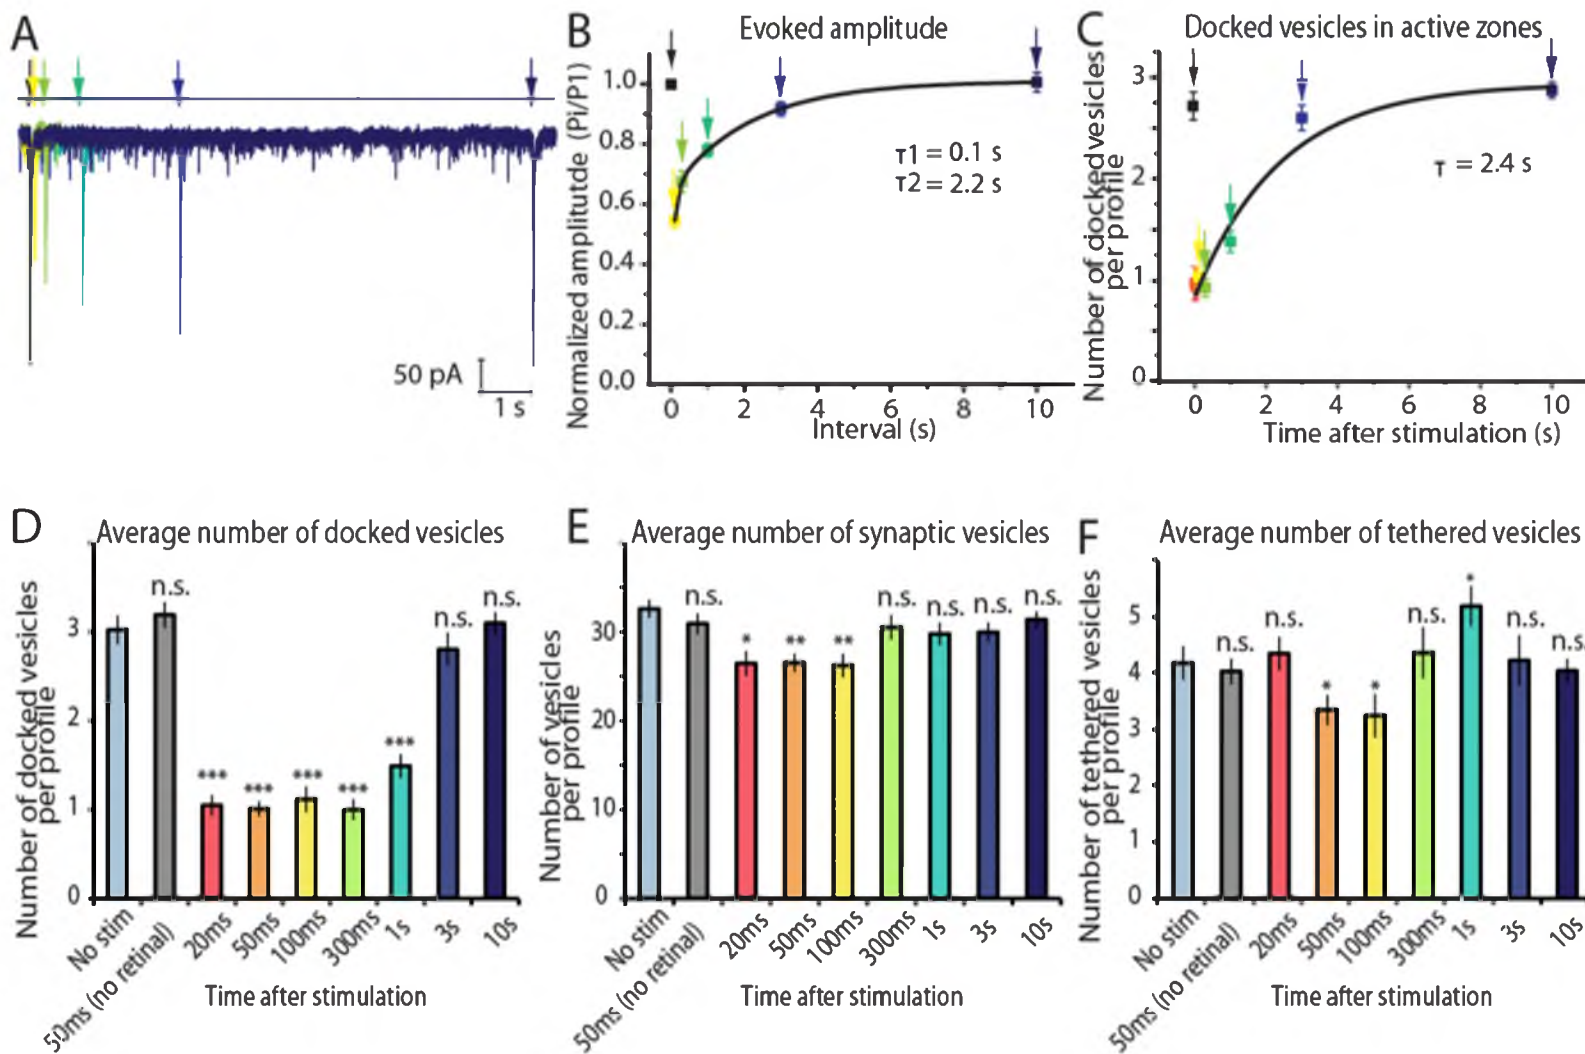 A
50 pA
1 s
B
Evoked amplitude
Normalized amplitutde (Pi/P1)
1.0
0.8
0.6
0.4
0.2
0.0
τ1 = 0.1 s
τ2 = 2.2 s
0 2 4 6 8 10
Interval (s)
C
Docked vesicles in active zones
Number of docked vesicles
per profile
3
2
1
0
τ = 2.4 s
0 2 4 6 8 10
Time after stimulation (s)
D
Average number of docked vesicles
Number of docked vesicles
per profile
3
2
1
0
n.s.
***
***
***
***
***
n.s.
n.s.
No stim
50ms (no retinal)
20ms
50ms
100ms
300ms
1s
3s
10s
Time after stimulation
E
Average number of synaptic vesicles
Number of vesicles
per profile
30
20
10
0
n.s.
*
**
**
n.s.
n.s.
n.s.
n.s.
No stim
50ms (no retinal)
20ms
50ms
100ms
300ms
1s
3s
10s
Time after stimulation
F
Average number of tethered vesicles
Number of tethered vesicles
per profile
5
4
3
2
1
0
n.s.
n.s.
*
*
n.s.
*
n.s.
n.s.
No stim
50ms (no retinal)
20ms
50ms
100ms
300ms
1s
3s
10s
Time after stimulation